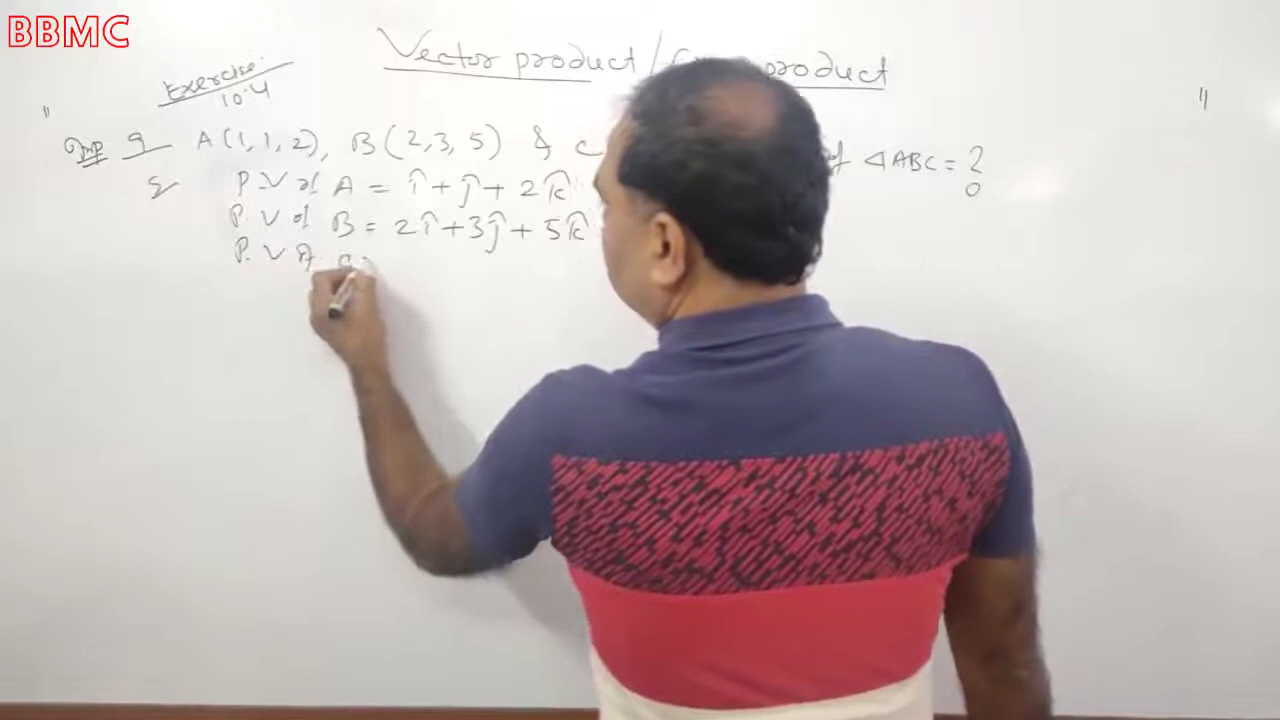 BBMC
Vector product / product
Exercise:
10.4
"
"
Imp 9 A(1, 1, 2), B(2, 3, 5) & C of △ABC = ?
P.V of A = î + ĵ + 2k̂
P.V of B = 2î + 3ĵ + 5k̂
P.V of C